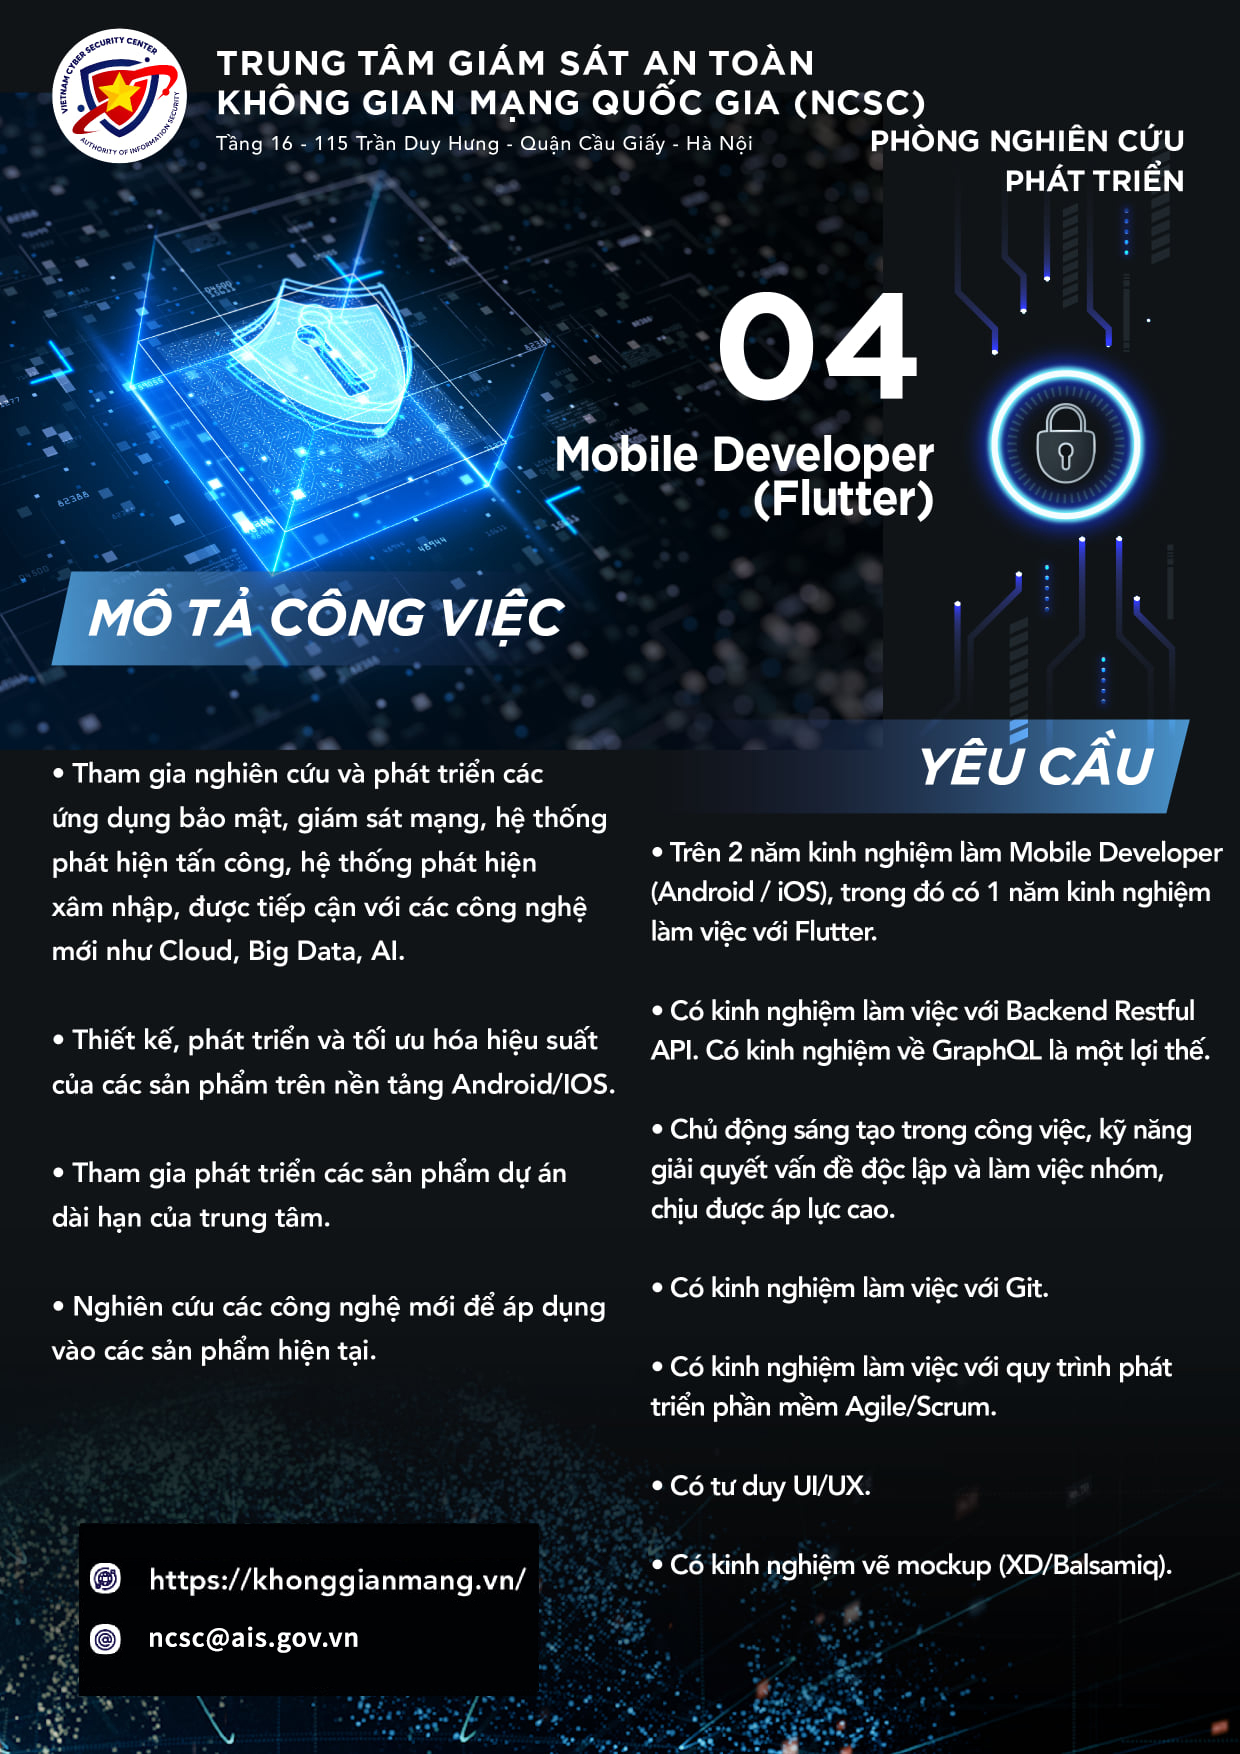 VIETNAM CYBER SECURITY CENTER
AUTHORITY OF INFORMATION SECURITY
TRUNG TÂM GIÁM SÁT AN TOÀN
KHÔNG GIAN MẠNG QUỐC GIA (NCSC)
Tầng 16 - 115 Trần Duy Hưng - Quận Cầu Giấy - Hà Nội
PHÒNG NGHIÊN CỨU
PHÁT TRIỂN
04
Mobile Developer
(Flutter)
MÔ TẢ CÔNG VIỆC
• Tham gia nghiên cứu và phát triển các
ứng dụng bảo mật, giám sát mạng, hệ thống
phát hiện tấn công, hệ thống phát hiện
xâm nhập, được tiếp cận với các công nghệ
mới như Cloud, Big Data, AI.
• Thiết kế, phát triển và tối ưu hóa hiệu suất
của các sản phẩm trên nền tảng Android/IOS.
• Tham gia phát triển các sản phẩm dự án
dài hạn của trung tâm.
• Nghiên cứu các công nghệ mới để áp dụng
vào các sản phẩm hiện tại.
YÊU CẦU
• Trên 2 năm kinh nghiệm làm Mobile Developer
(Android / iOS), trong đó có 1 năm kinh nghiệm
làm việc với Flutter.
• Có kinh nghiệm làm việc với Backend Restful
API. Có kinh nghiệm về GraphQL là một lợi thế.
• Chủ động sáng tạo trong công việc, kỹ năng
giải quyết vấn đề độc lập và làm việc nhóm,
chịu được áp lực cao.
• Có kinh nghiệm làm việc với Git.
• Có kinh nghiệm làm việc với quy trình phát
triển phần mềm Agile/Scrum.
• Có tư duy UI/UX.
• Có kinh nghiệm vẽ mockup (XD/Balsamiq).
https://khonggianmang.vn/
ncsc@ais.gov.vn